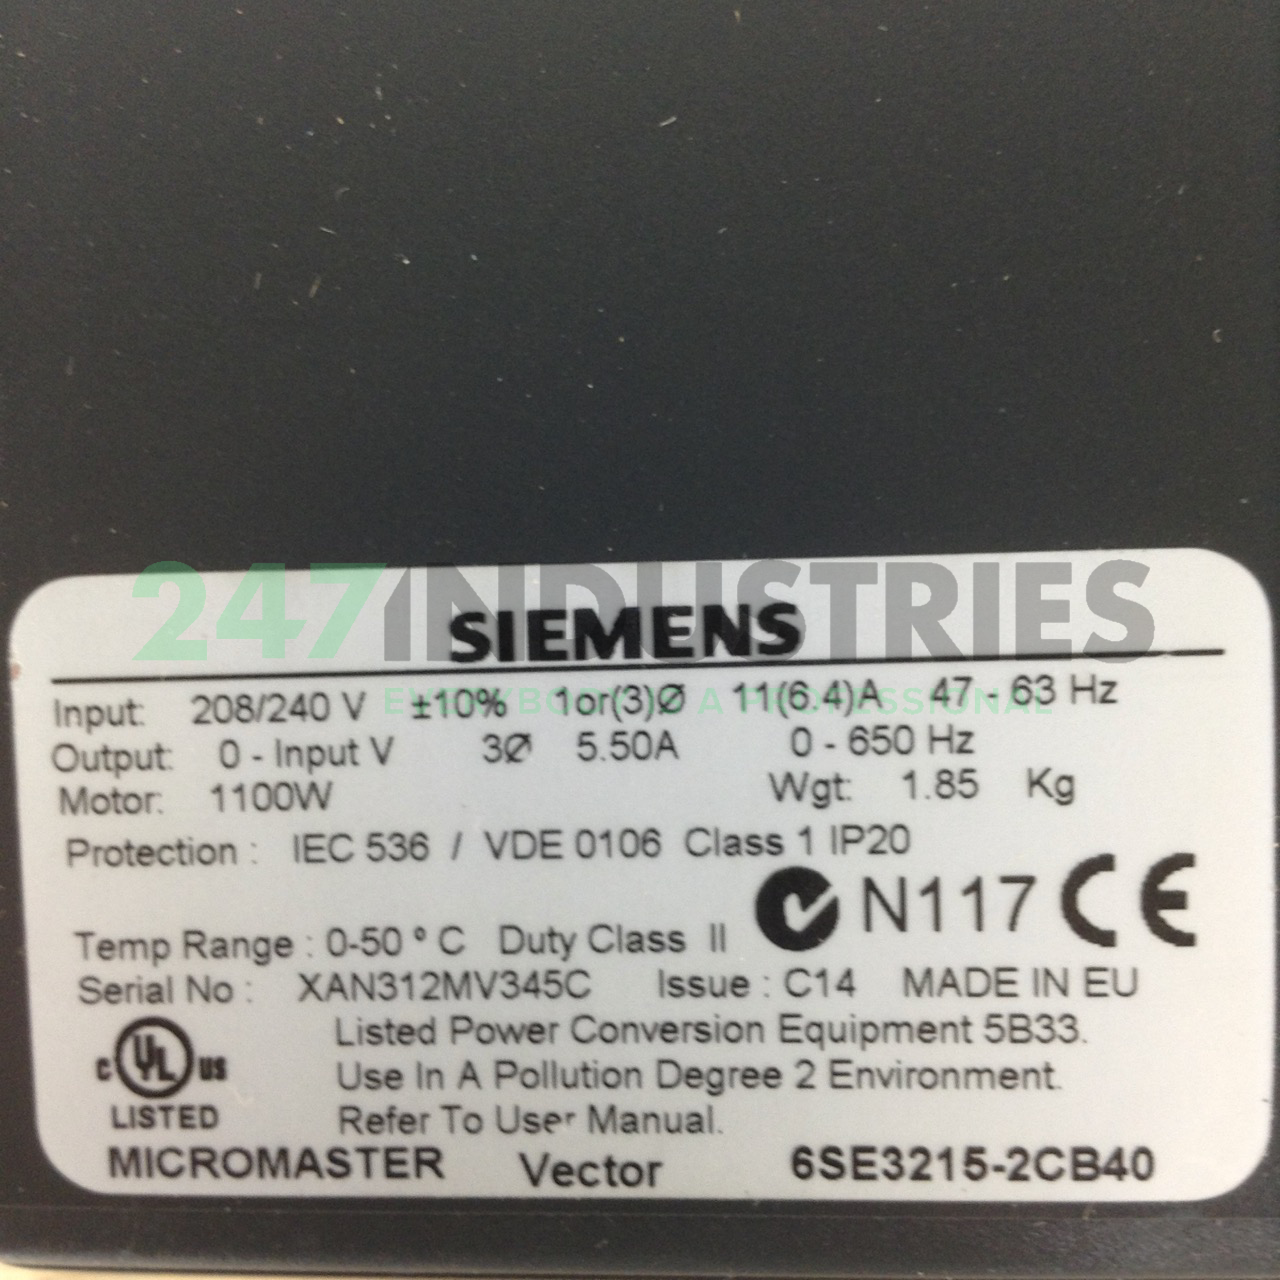 247INDUSTRIES
SIEMENS
EVERYBODY IS A PROFESSIONAL
Input: 208/240 V ±10% 1or(3)Ø 11(6.4)A 47 - 63 Hz
Output: 0 - Input V 3Ø 5.50A 0 - 650 Hz
Motor: 1100W Wgt: 1.85 Kg
Protection : IEC 536 / VDE 0106 Class 1 IP20
N117 CE
Temp Range : 0-50 ° C Duty Class II
Serial No : XAN312MV345C Issue : C14 MADE IN EU
Listed Power Conversion Equipment 5B33.
c UL us Use In A Pollution Degree 2 Environment.
LISTED Refer To User Manual.
MICROMASTER Vector 6SE3215-2CB40